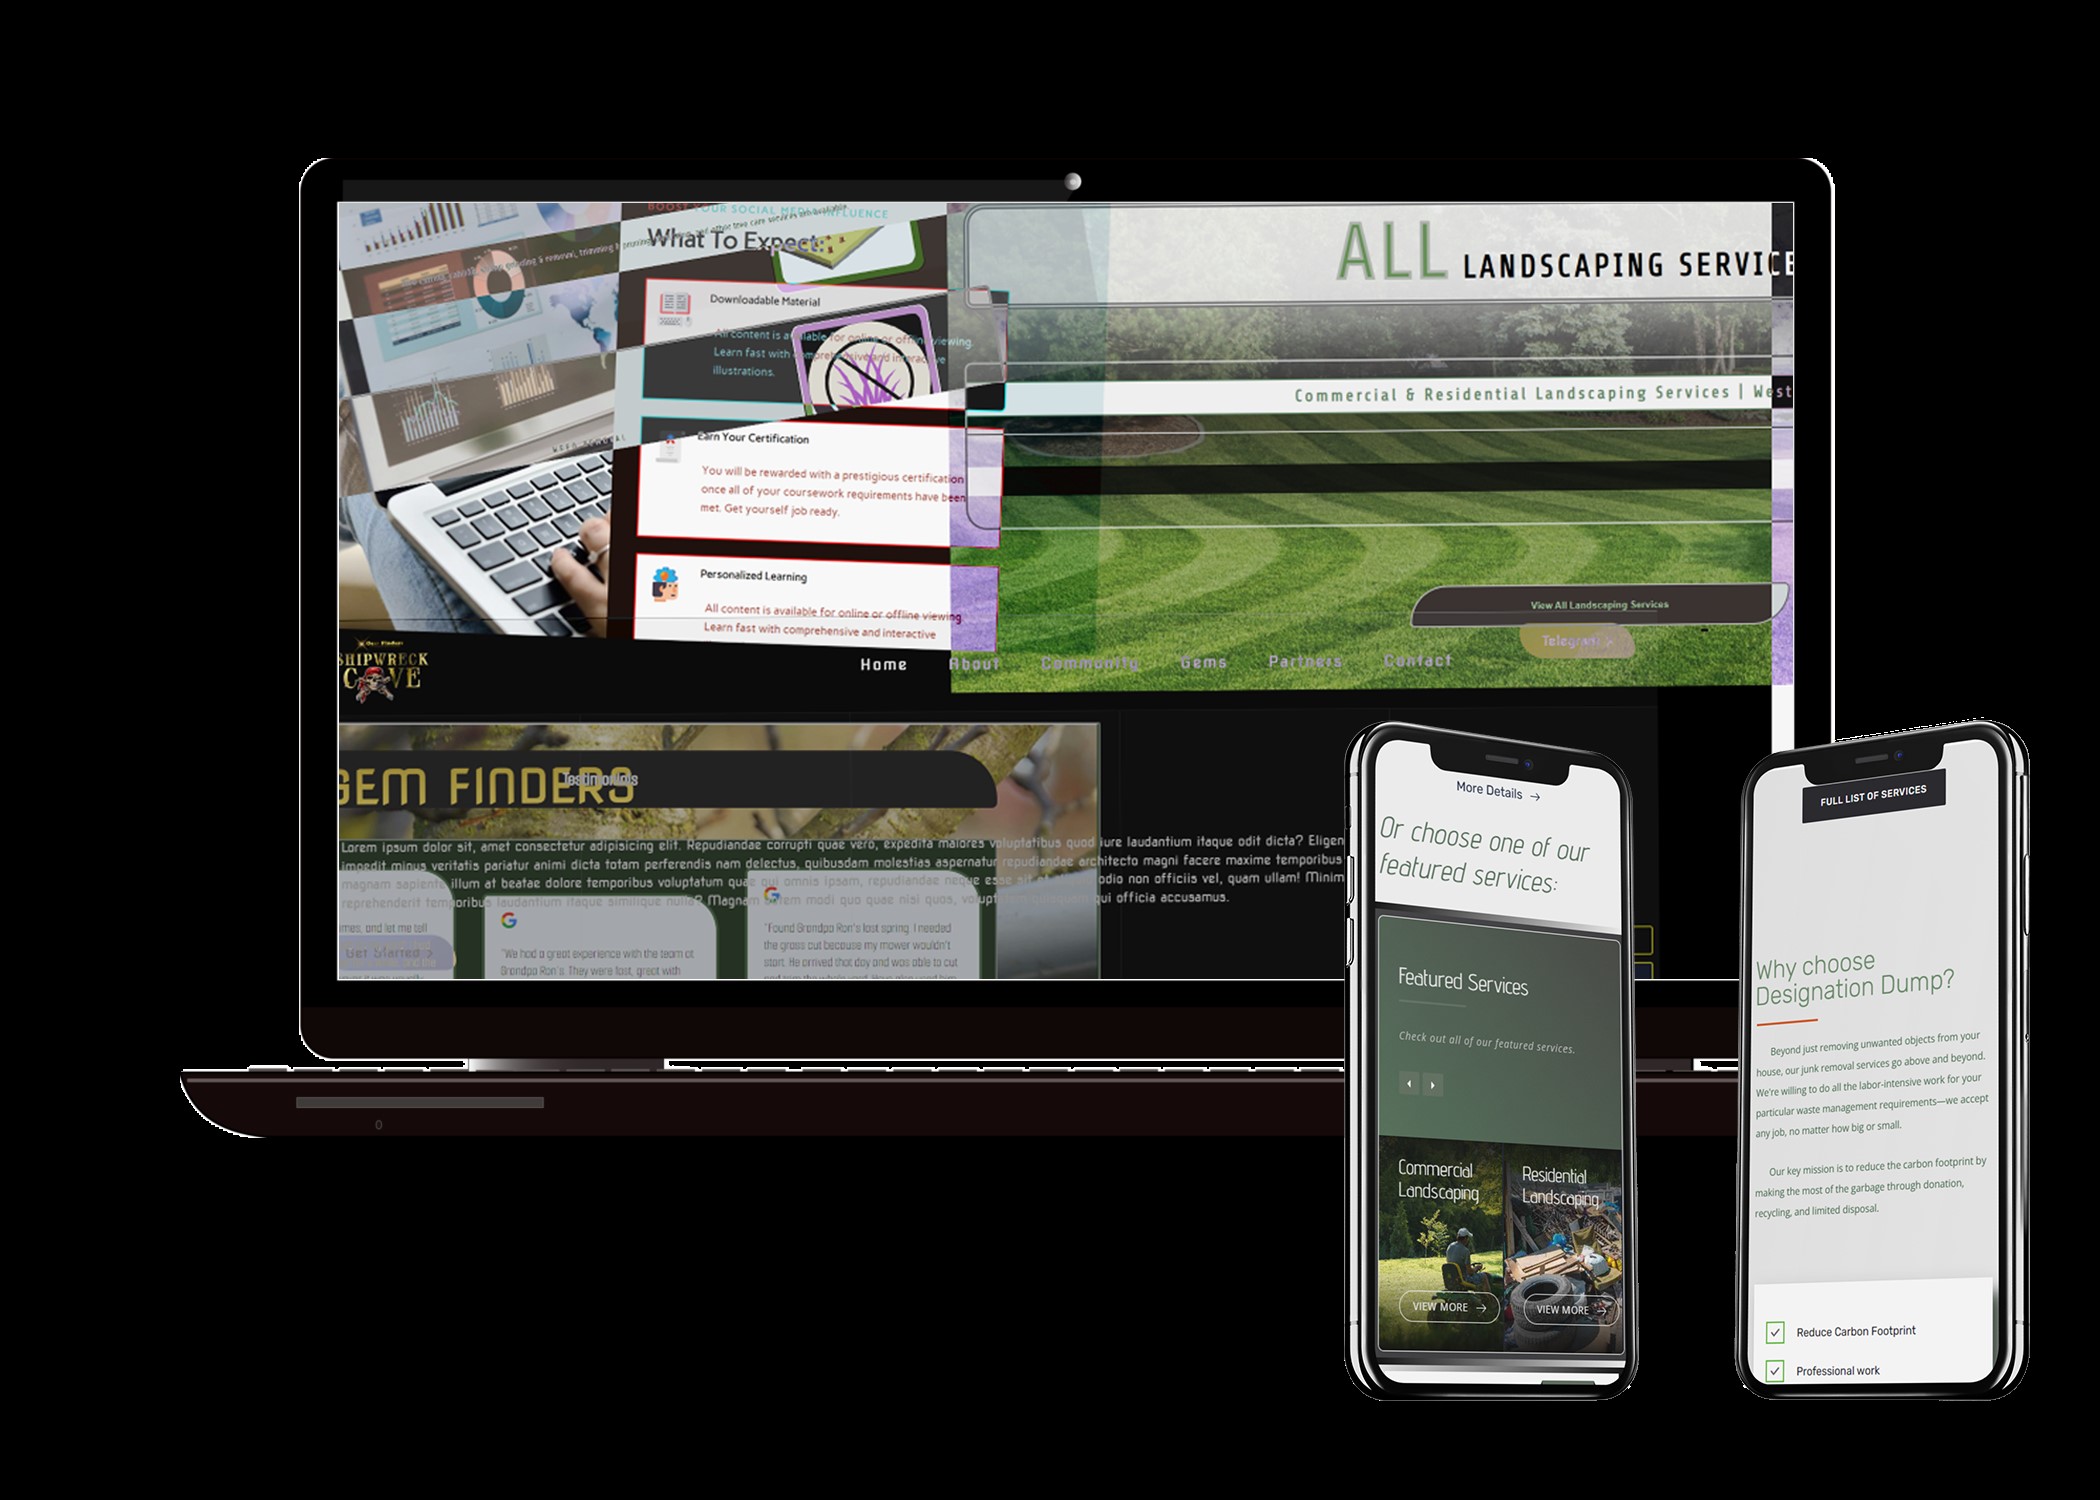 BOOST YOUR SOCIAL MEDIA INFLUENCE
What To Expect:
Downloadable Material
All content is available for online or offline viewing.
Learn fast with comprehensive and interactive
illustrations.
Earn Your Certification
You will be rewarded with a prestigious certification
once all of your coursework requirements have been
met. Get yourself job ready.
Personalized Learning
All content is available for online or offline viewing.
Learn fast with comprehensive and interactive
WEED REMOVAL
ALL LANDSCAPING SERVICE
Commercial & Residential Landscaping Services | West
View All Landscaping Services
Telegram
SHIPWRECK
Home About Community Gems Partners Contact
GEM FINDERS
Testimonials
Lorem ipsum dolor sit, amet consectetur adipisicing elit. Repudiandae corrupti quae vero, expedita maiores voluptatibus quod iure laudantium itaque odit dicta? Eligen
impedit minus veritatis pariatur animi dicta totam perferendis nam delectus, quibusdam molestias aspernatur repudiandae architecto magni facere maxime temporibus
magnam sapiente illum at beatae dolore temporibus voluptatum quae qui omnis ipsam, repudiandae neque esse sit odio non officiis vel, quam ullam! Minim
reprehenderit temporibus laudantium itaque similique nulla? Magnam autem modi quo quae nisi quos, qui officia accusamus.
and let me tell
Get Started
"We had a great experience with the team at
Grandpa Ron's. They were fast, great with
"Found Grandpa Ron's last spring. I needed
the grass cut because my mower wouldn't
start. He arrived that day and was able to cut
More Details →
Or choose one of our
featured services:
Featured Services
Check out all of our featured services.
Commercial
Landscaping
Residential
Landscaping
VIEW MORE →
VIEW MORE →
FULL LIST OF SERVICES
Why choose
Designation Dump?
Beyond just removing unwanted objects from your
house, our junk removal services go above and beyond.
We're willing to do all the labor-intensive work for your
particular waste management requirements—we accept
any job, no matter how big or small.
Our key mission is to reduce the carbon footprint by
making the most of the garbage through donation,
recycling, and limited disposal.
Reduce Carbon Footprint
Professional work